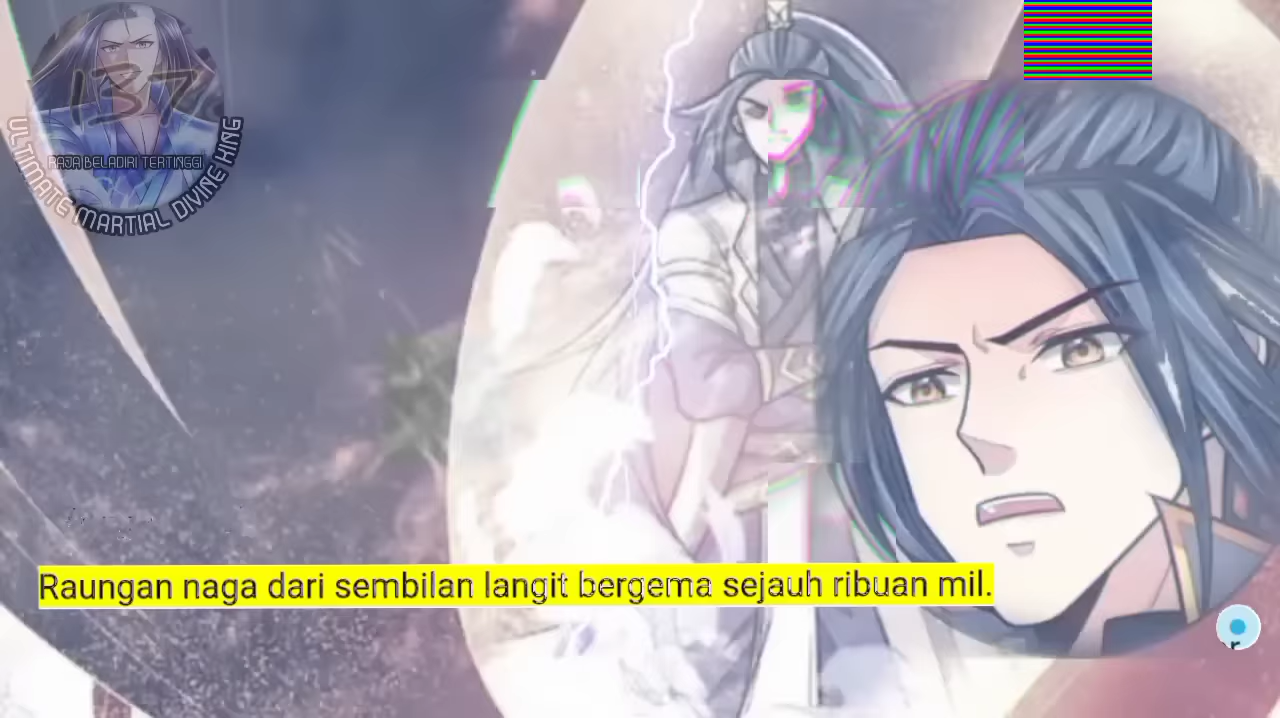 137
RAJA BELADIRI TERTINGGI
ULTIMATE MARTIAL DIVINE KING
Raungan naga dari sembilan langit bergema sejauh ribuan mil.